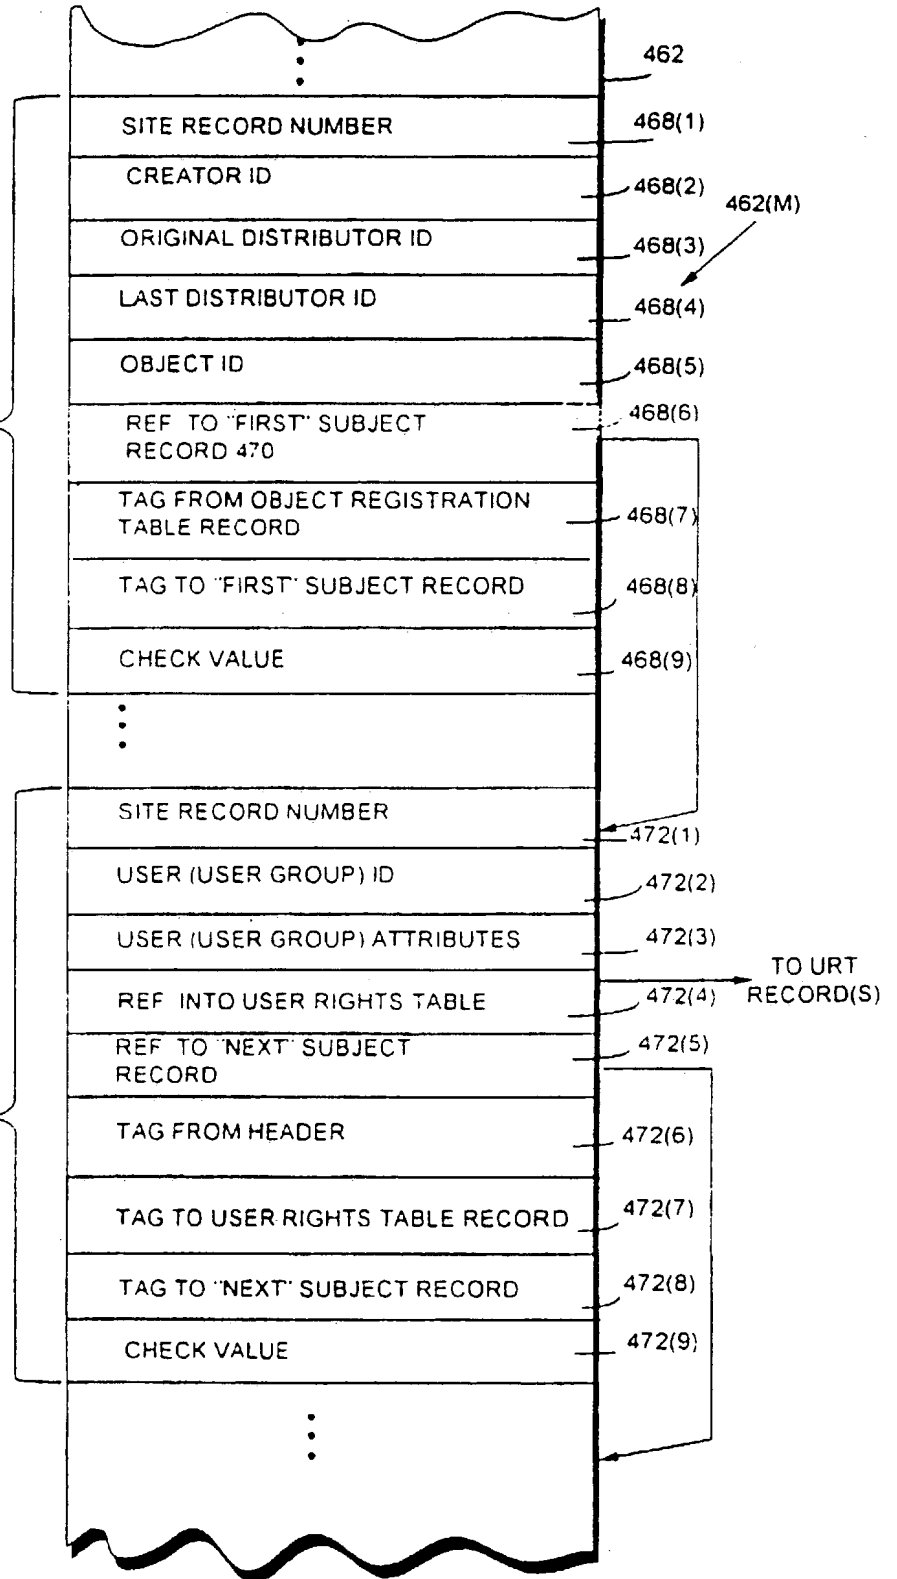 462
SITE RECORD NUMBER
468(1)
CREATOR ID
468(2)
462(M)
ORIGINAL DISTRIBUTOR ID
468(3)
LAST DISTRIBUTOR ID
468(4)
OBJECT ID
468(5)
REF TO "FIRST" SUBJECT
RECORD 470
468(6)
TAG FROM OBJECT REGISTRATION
TABLE RECORD
468(7)
TAG TO "FIRST" SUBJECT RECORD
468(8)
CHECK VALUE
468(9)
SITE RECORD NUMBER
472(1)
USER (USER GROUP) ID
472(2)
USER (USER GROUP) ATTRIBUTES
472(3)
TO URT
RECORD(S)
REF INTO USER RIGHTS TABLE
472(4)
REF TO "NEXT" SUBJECT
RECORD
472(5)
TAG FROM HEADER
472(6)
TAG TO USER RIGHTS TABLE RECORD
472(7)
TAG TO "NEXT" SUBJECT RECORD
472(8)
CHECK VALUE
472(9)